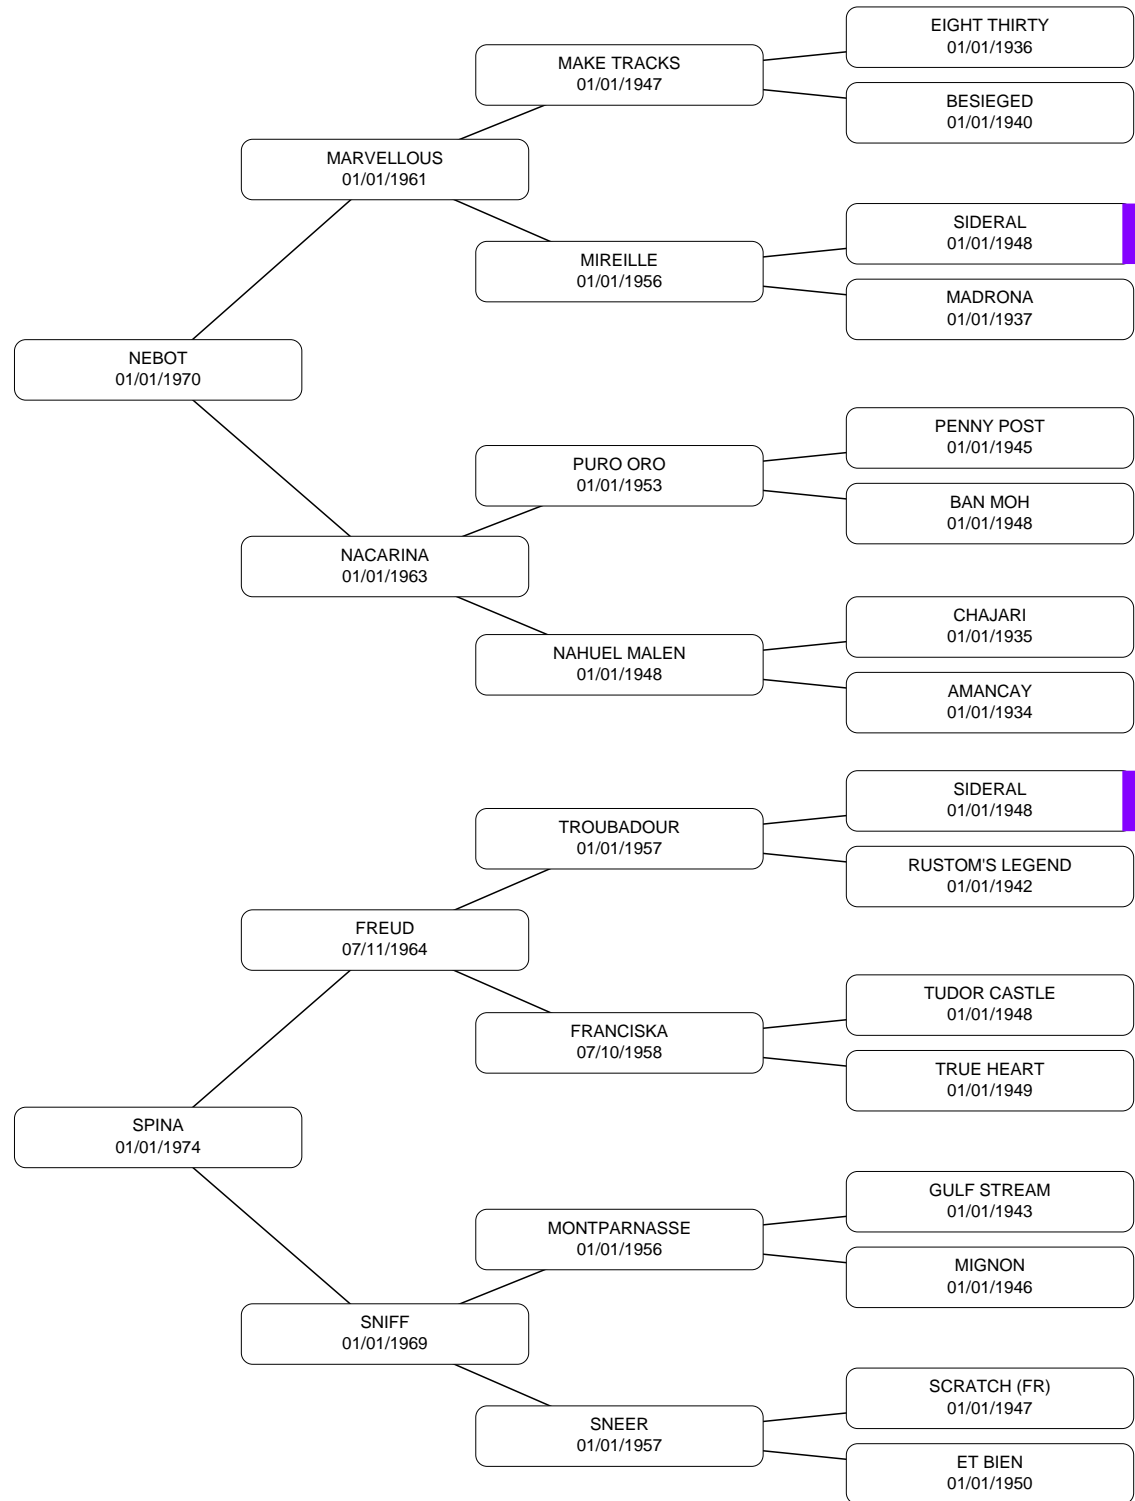 EIGHT THIRTY
01/01/1936
MAKE TRACKS
01/01/1947
BESIEGED
01/01/1940
MARVELLOUS
01/01/1961
SIDERAL
01/01/1948
MIREILLE
01/01/1956
MADRONA
01/01/1937
NEBOT
01/01/1970
PENNY POST
01/01/1945
PURO ORO
01/01/1953
BAN MOH
01/01/1948
NACARINA
01/01/1963
CHAJARI
01/01/1935
NAHUEL MALEN
01/01/1948
AMANCAY
01/01/1934
SIDERAL
01/01/1948
TROUBADOUR
01/01/1957
RUSTOM'S LEGEND
01/01/1942
FREUD
07/11/1964
TUDOR CASTLE
01/01/1948
FRANCISKA
07/10/1958
TRUE HEART
01/01/1949
SPINA
01/01/1974
GULF STREAM
01/01/1943
MONTPARNASSE
01/01/1956
MIGNON
01/01/1946
SNIFF
01/01/1969
SCRATCH (FR)
01/01/1947
SNEER
01/01/1957
ET BIEN
01/01/1950